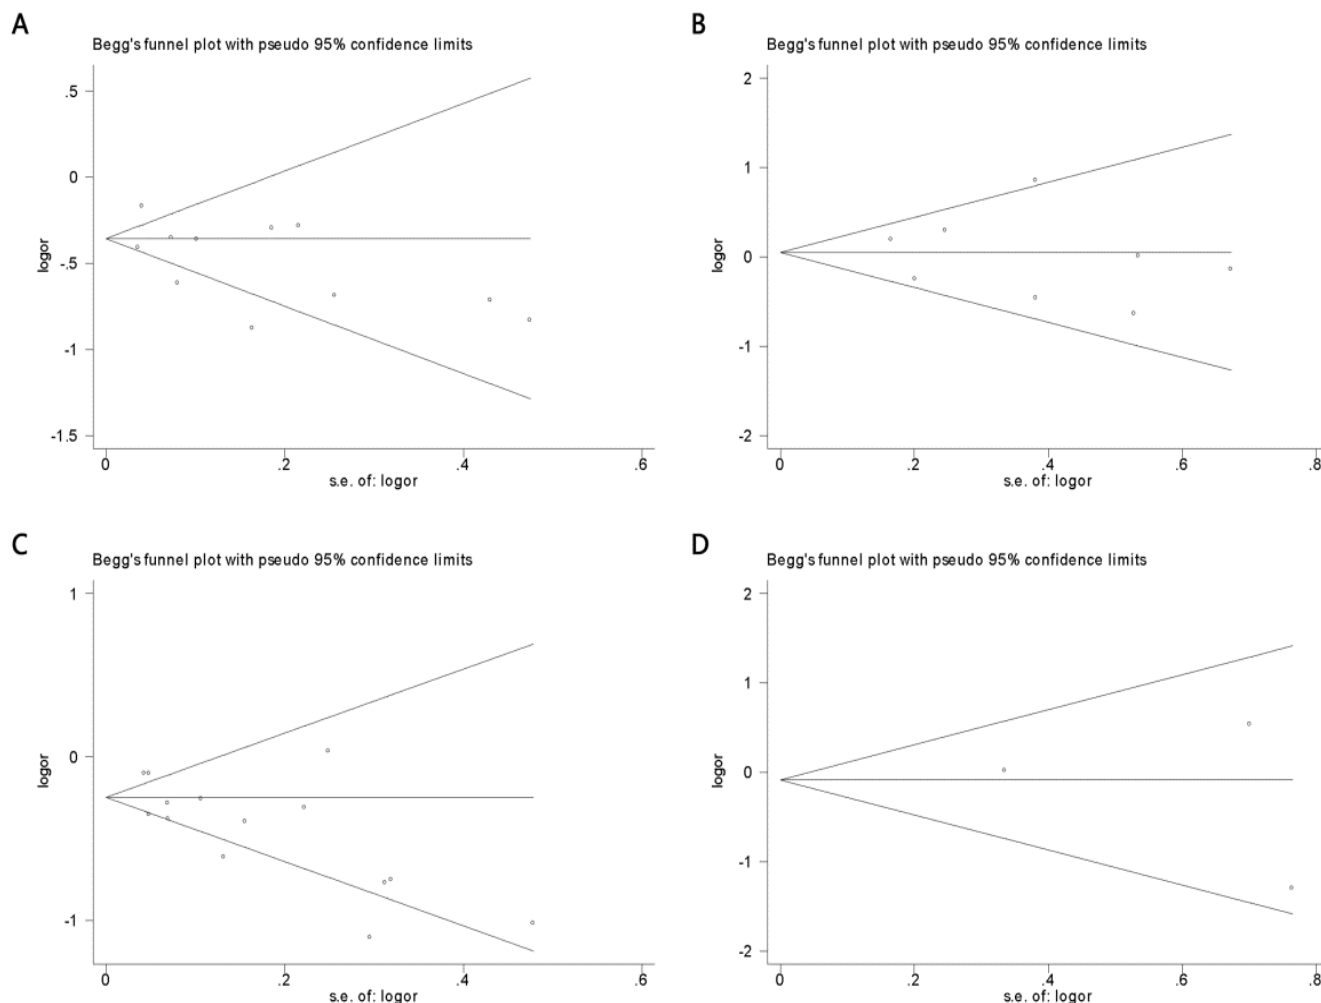 A
Begg's funnel plot with pseudo 95% confidence limits
.5
0
-.5
-1
-1.5
logor
0 .2 .4 .6
s.e. of: logor
B
Begg's funnel plot with pseudo 95% confidence limits
2
1
0
-1
-2
logor
0 .2 .4 .6 .8
s.e. of: logor
C
Begg's funnel plot with pseudo 95% confidence limits
1
0
-1
logor
0 .2 .4 .6
s.e. of: logor
D
Begg's funnel plot with pseudo 95% confidence limits
2
1
0
-1
-2
logor
0 .2 .4 .6 .8
s.e. of: logor